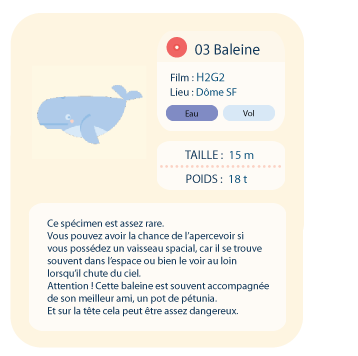 03 Baleine
Film : H2G2
Lieu : Dôme SF
Eau Vol
TAILLE : 15 m
POIDS : 18 t
Ce spécimen est assez rare.
Vous pouvez avoir la chance de l'apercevoir si
vous possédez un vaisseau spacial, car il se trouve
souvent dans l'espace ou bien le voir au loin
lorsqu'il chute du ciel.
Attention ! Cette baleine est souvent accompagnée
de son meilleur ami, un pot de pétunia.
Et sur la tête cela peut être assez dangereux.